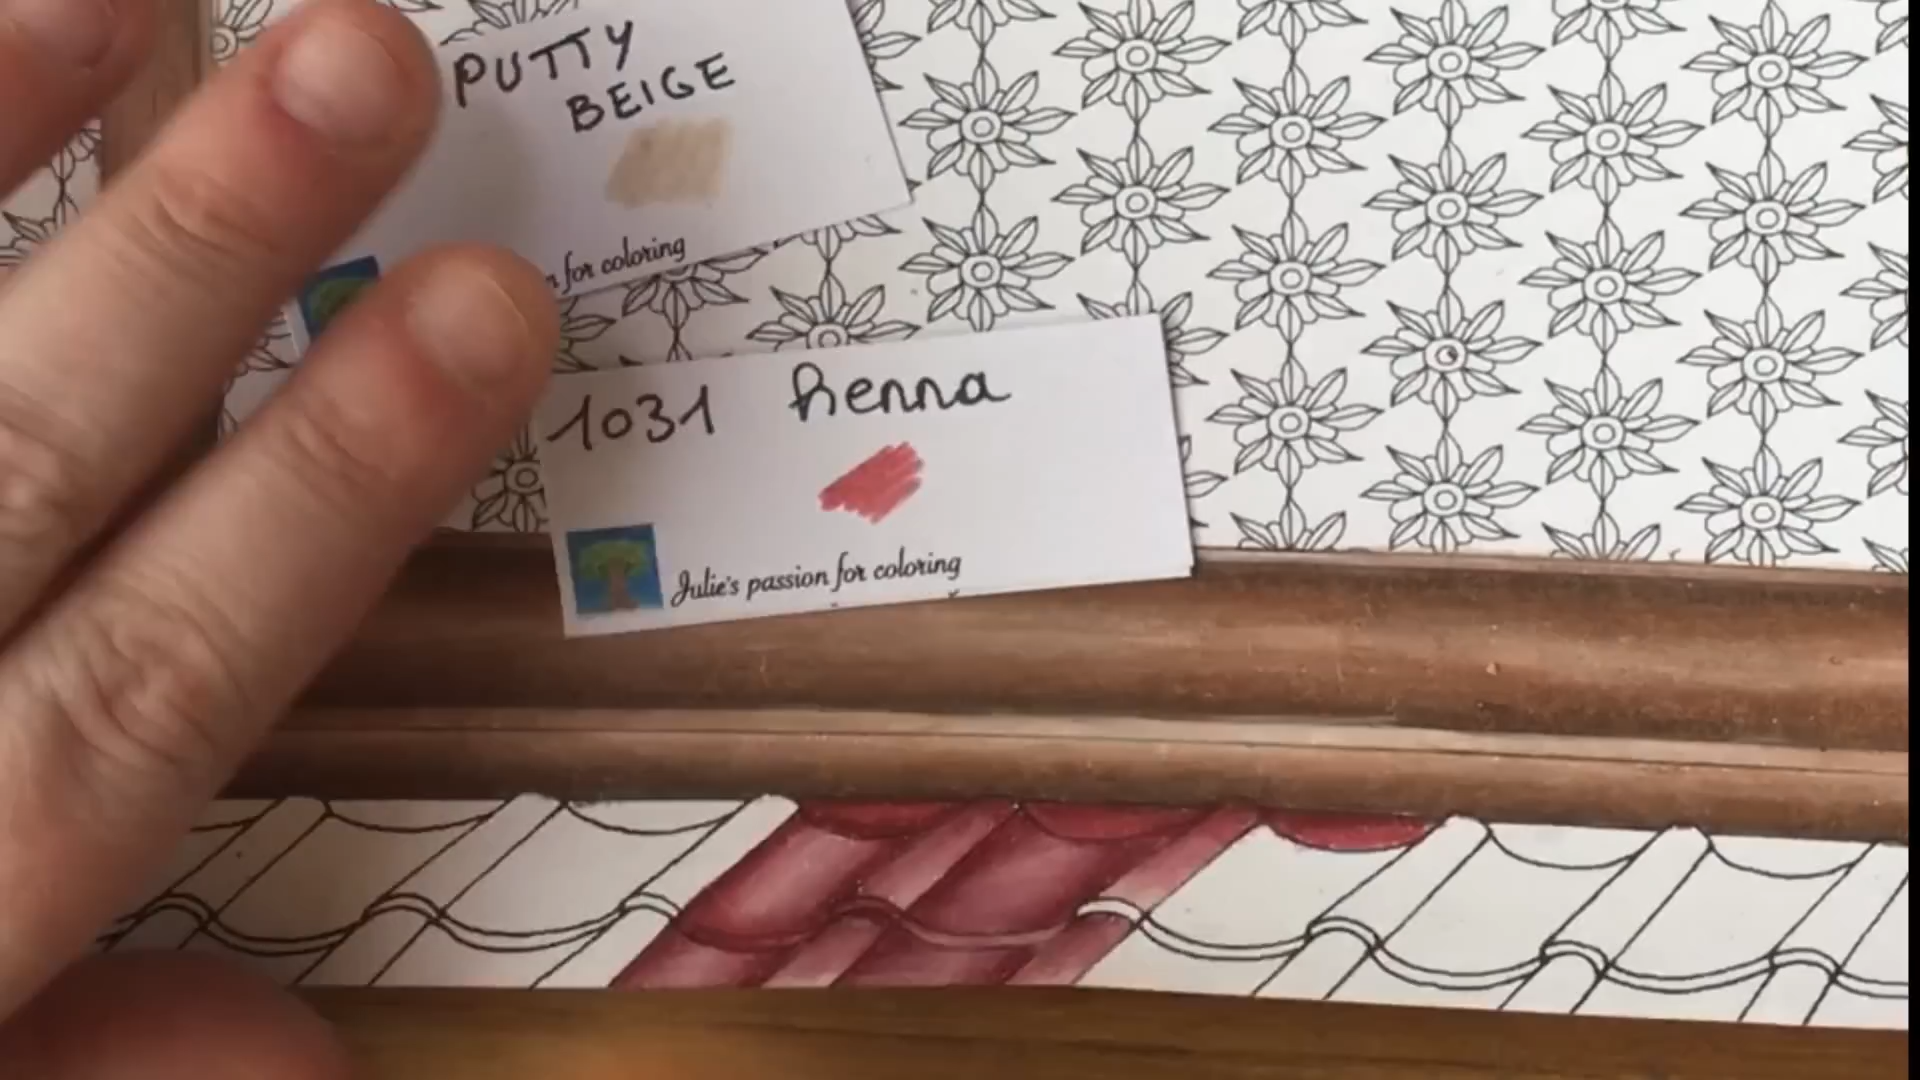 PUTTY
BEIGE
for coloring
1031 henna
Julie's passion for coloring